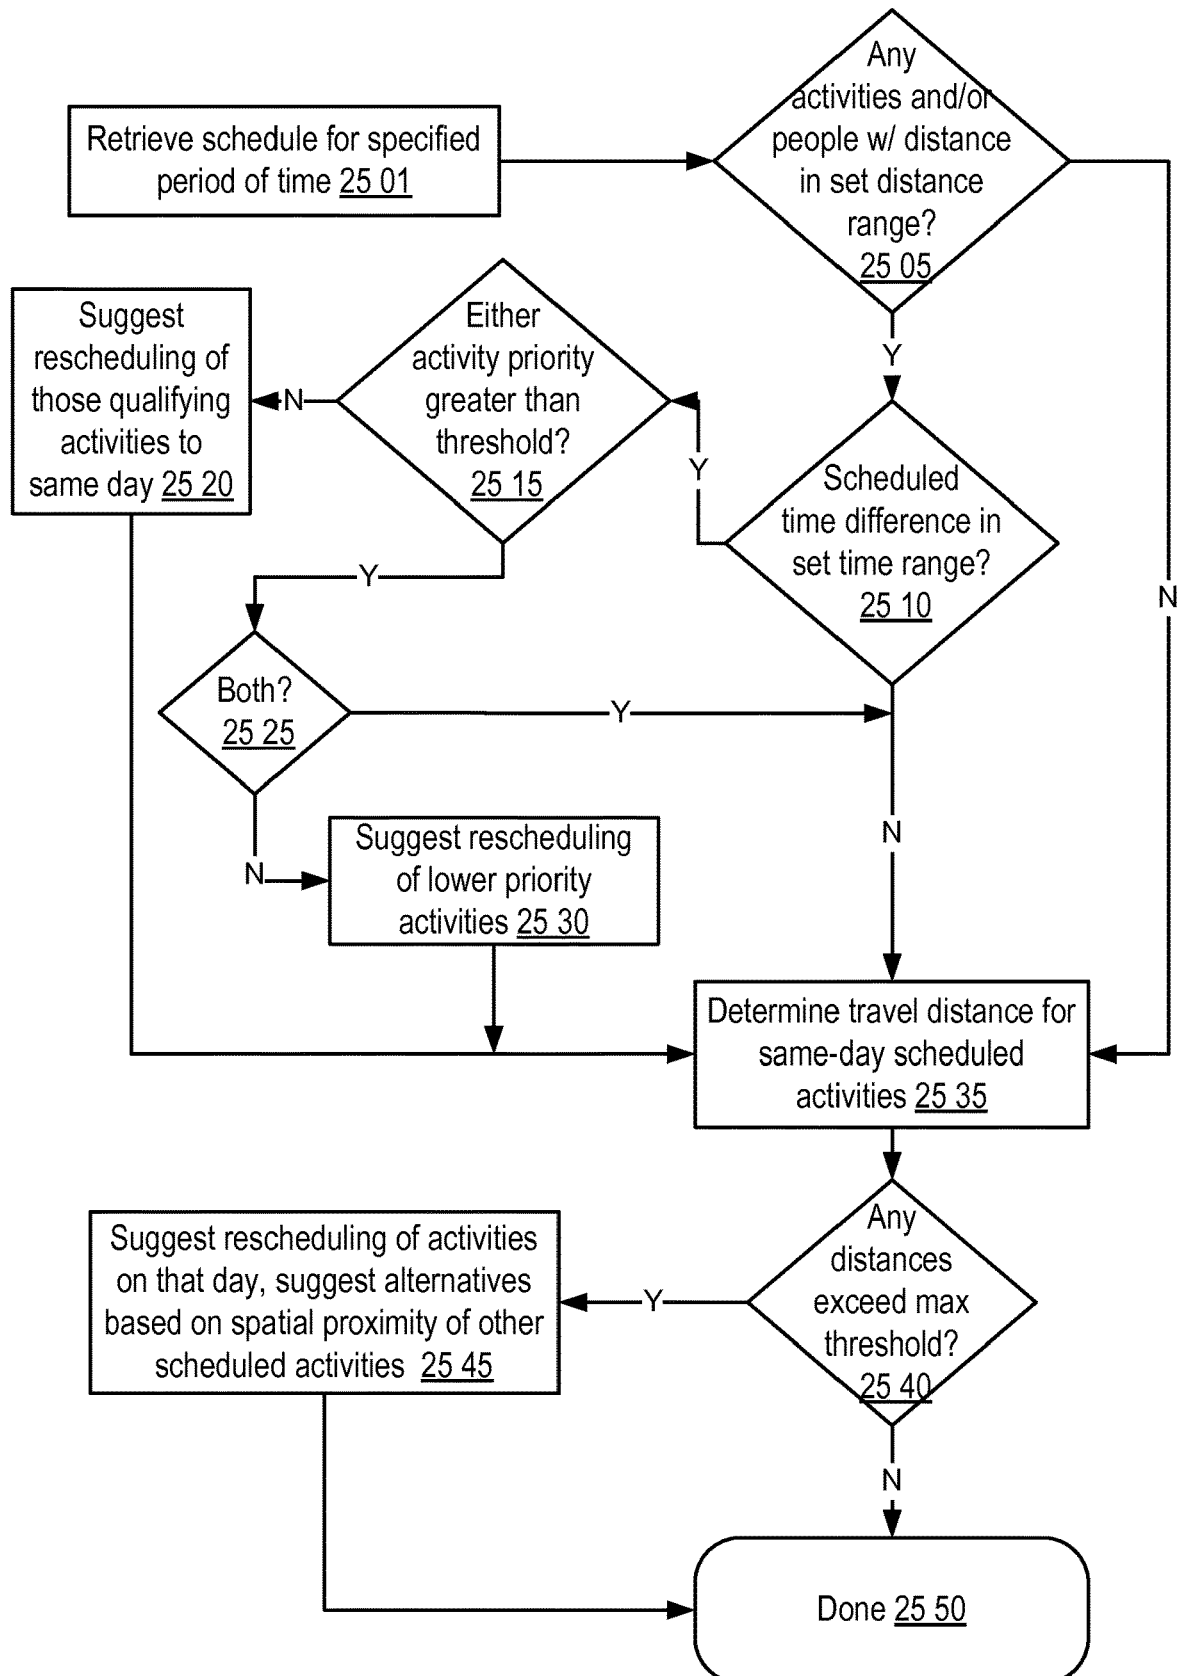 Retrieve schedule for specified
period of time 25 01
Any
activities and/or
people w/ distance
in set distance
range?
25 05
Y
N
Scheduled
time difference in
set time range?
25 10
Y
N
Either
activity priority
greater than
threshold?
25 15
N
Y
Suggest
rescheduling of
those qualifying
activities to
same day 25 20
Both?
25 25
Y
N
Suggest rescheduling
of lower priority
activities 25 30
Determine travel distance for
same-day scheduled
activities 25 35
Any
distances
exceed max
threshold?
25 40
Y
N
Suggest rescheduling of activities
on that day, suggest alternatives
based on spatial proximity of other
scheduled activities 25 45
Done 25 50